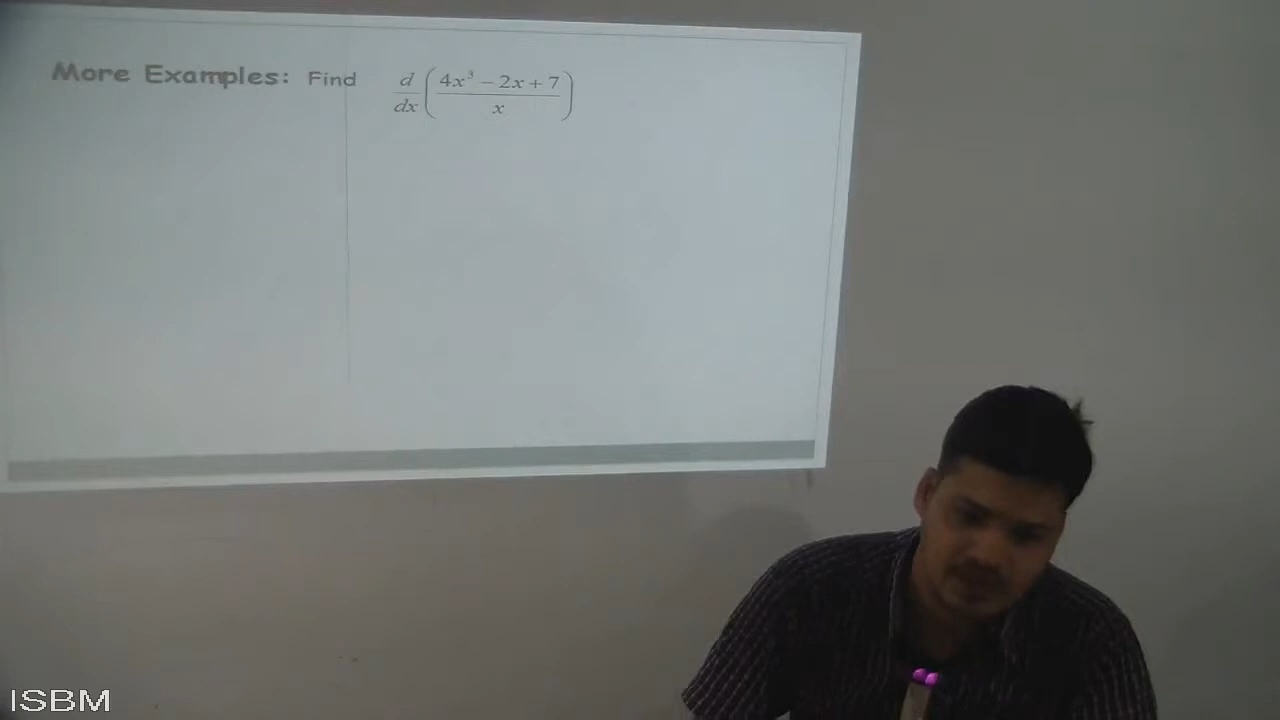 More Examples: Find d/dx ( (4x³ − 2x + 7) / x )
ISBM